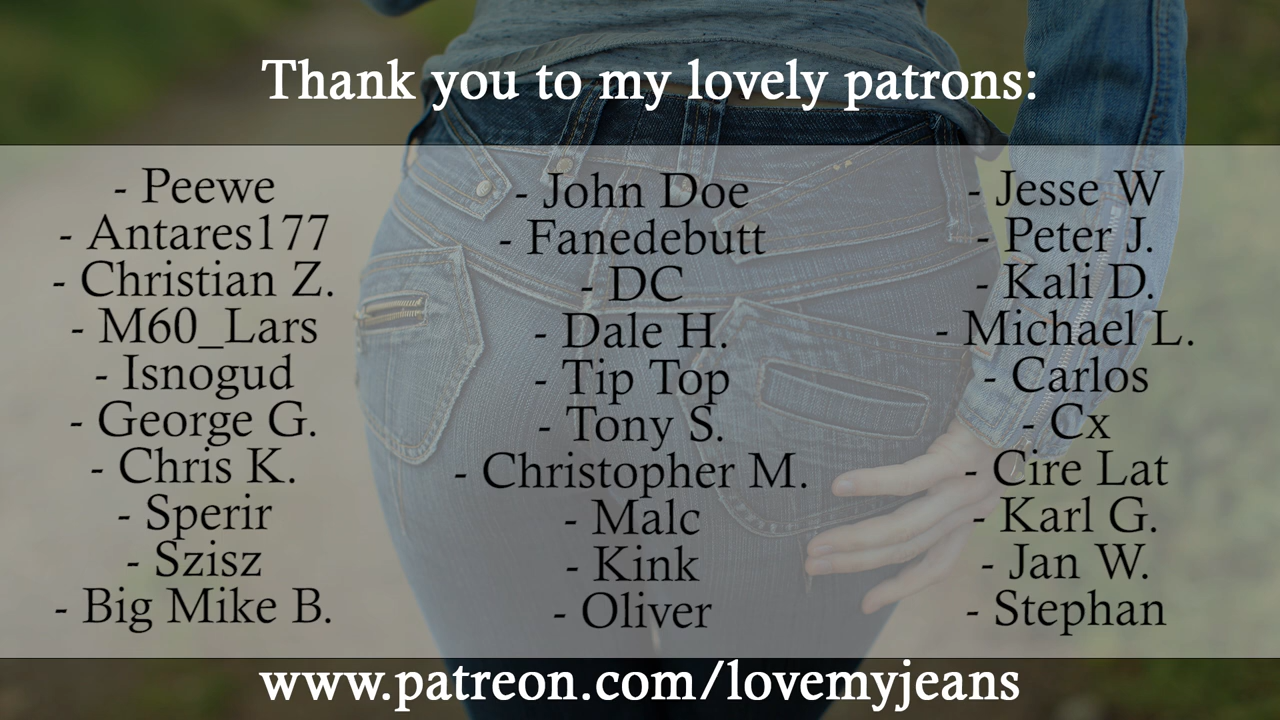 Thank you to my lovely patrons:
- Peewe
- Antares177
- Christian Z.
- M60_Lars
- Isnogud
- George G.
- Chris K.
- Sperir
- Szisz
- Big Mike B.
- John Doe
- Fanedebutt
- DC
- Dale H.
- Tip Top
- Tony S.
- Christopher M.
- Malc
- Kink
- Oliver
- Jesse W
- Peter J.
- Kali D.
- Michael L.
- Carlos
- Cx
- Cire Lat
- Karl G.
- Jan W.
- Stephan
www.patreon.com/lovemyjeans